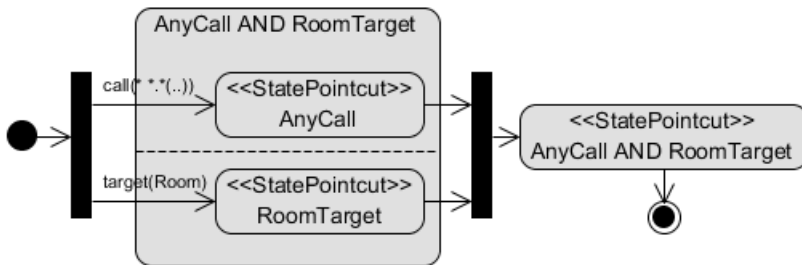 AnyCall AND RoomTarget
call(* *.*(..))
<<StatePointcut>>
AnyCall
<<StatePointcut>>
AnyCall AND RoomTarget
target(Room)
<<StatePointcut>>
RoomTarget